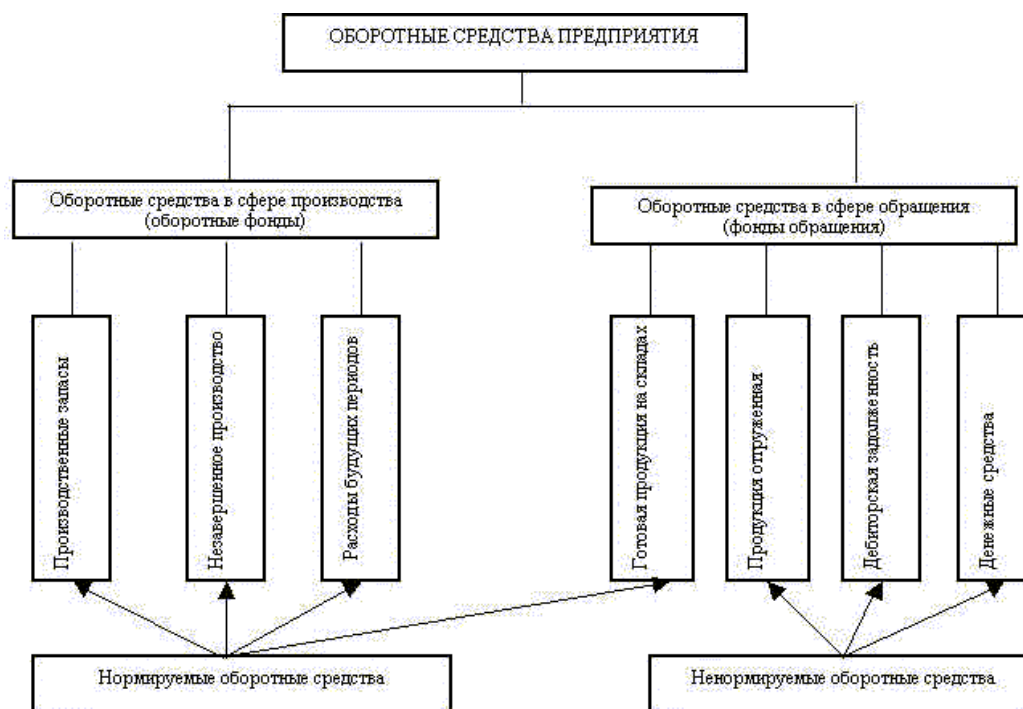 ОБОРОТНЫЕ СРЕДСТВА ПРЕДПРИЯТИЯ
Оборотные средства в сфере производства
(оборотные фонды)
Оборотные средства в сфере обращения
(фонды обращения)
Производственные запасы
Незавершенное производство
Расходы будущих периодов
Готовая продукция на складах
Продукция отгруженная
Дебиторская задолженность
Денежные средства
Нормируемые оборотные средства
Ненормируемые оборотные средства